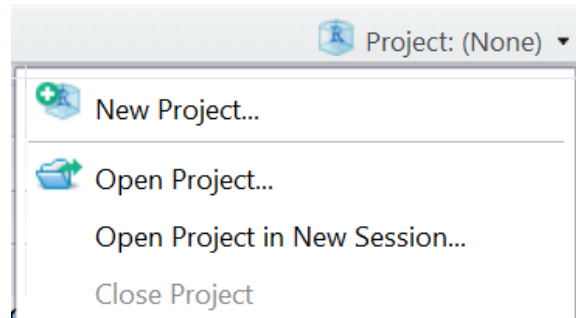 Project: (None)
New Project...
Open Project...
Open Project in New Session...
Close Project